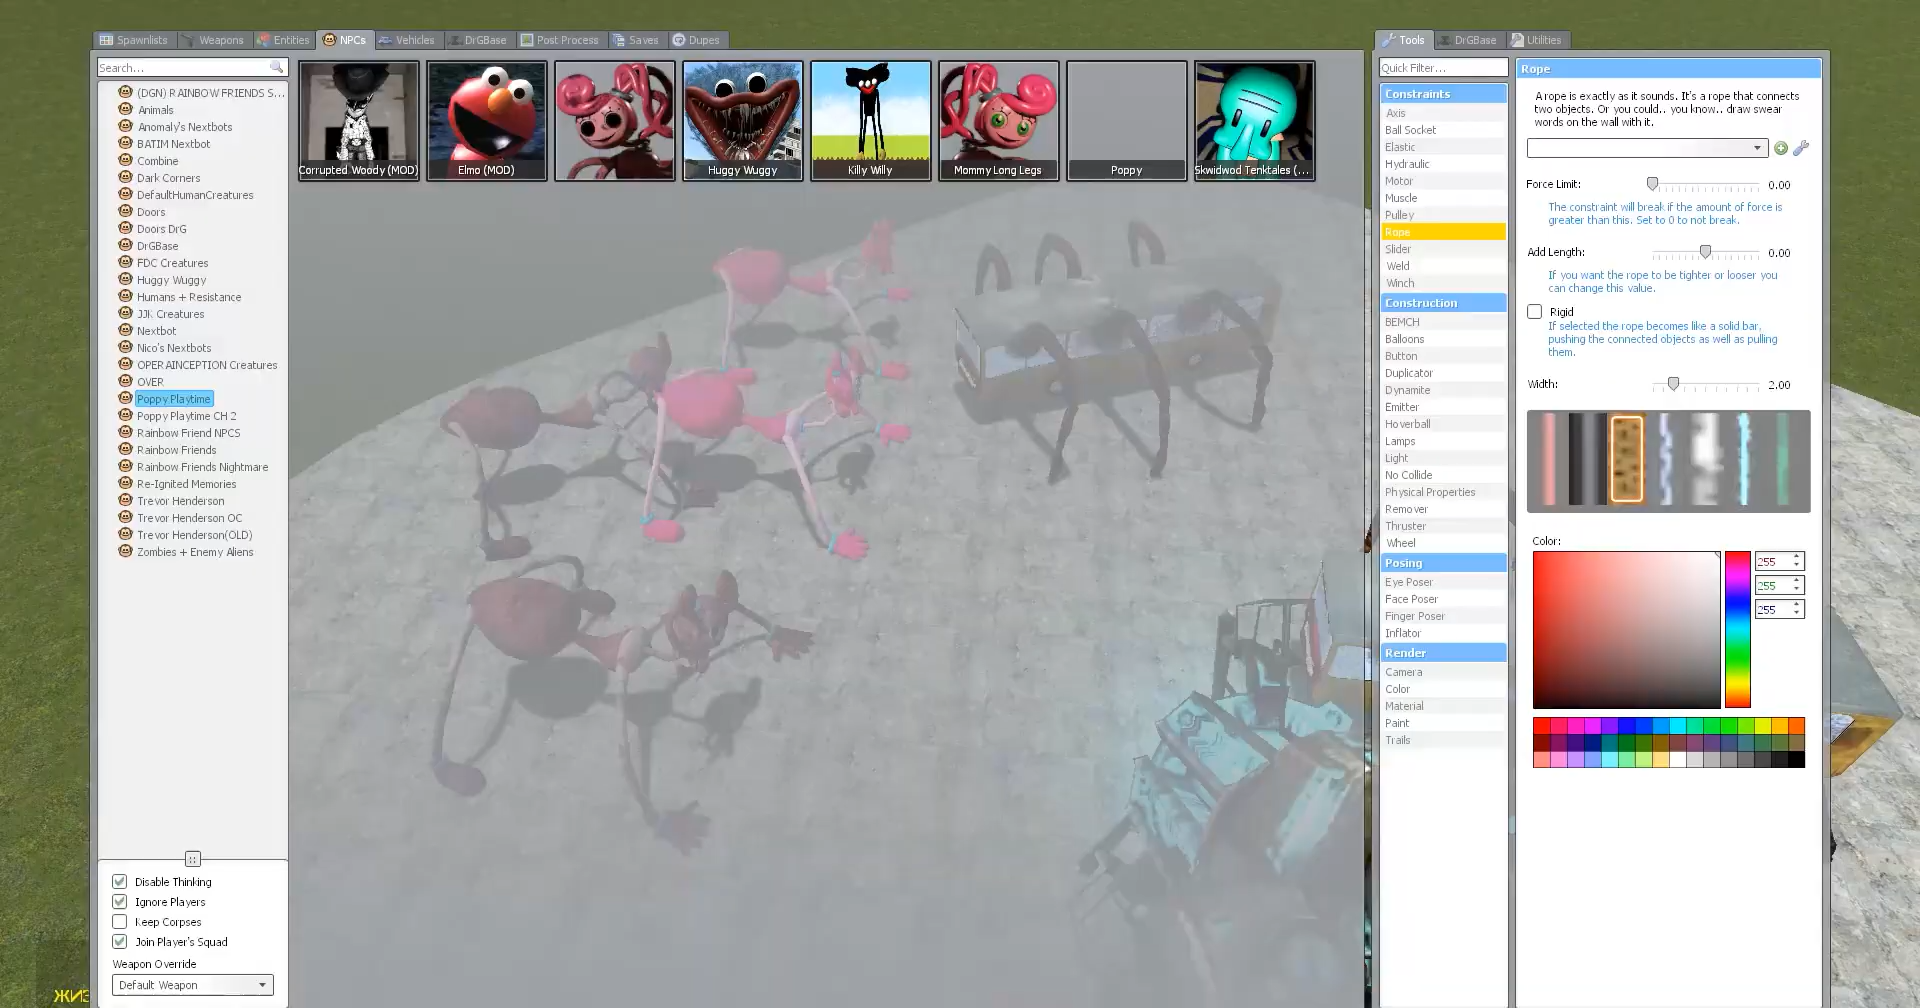 Spawnlists
Weapons
Entities
NPCs
Vehicles
DrGBase
Post Process
Saves
Dupes
Search...
(DGN) RAINBOW FRIENDS S...
Animals
Anomaly's Nextbots
BATIM Nextbot
Combine
Dark Corners
DefaultHumanCreatures
Doors
Doors DrG
DrGBase
FDC Creatures
Huggy Wuggy
Humans + Resistance
JJK Creatures
Nextbot
Nico's Nextbots
OPERAINCEPTION Creatures
OVER
Poppy Playtime
Poppy Playtime CH 2
Rainbow Friend NPCS
Rainbow Friends
Rainbow Friends Nightmare
Re-Ignited Memories
Trevor Henderson
Trevor Henderson OC
Trevor Henderson(OLD)
Zombies + Enemy Aliens
Disable Thinking
Ignore Players
Keep Corpses
Join Player's Squad
Weapon Override
Default Weapon
ЖИЗ
Corrupted Woody (MOD)
Elmo (MOD)
Huggy Wuggy
Killy Willy
Mommy Long Legs
Poppy
Skwidwod Tenktales (...
Tools
DrGBase
Utilities
Quick Filter...
Constraints
Axis
Ball Socket
Elastic
Hydraulic
Motor
Muscle
Pulley
Rope
Slider
Weld
Winch
Construction
BEMCH
Balloons
Button
Duplicator
Dynamite
Emitter
Hoverball
Lamps
Light
No Collide
Physical Properties
Remover
Thruster
Wheel
Posing
Eye Poser
Face Poser
Finger Poser
Inflator
Render
Camera
Color
Material
Paint
Trails
Rope
A rope is exactly as it sounds. It's a rope that connects
two objects. Or you could.. you know.. draw swear
words on the wall with it.
Force Limit: 0.00
The constraint will break if the amount of force is
greater than this. Set to 0 to not break.
Add Length: 0.00
If you want the rope to be tighter or looser you
can change this value.
Rigid
If selected the rope becomes like a solid bar,
pushing the connected objects as well as pulling
them.
Width: 2.00
Color:
255
255
255